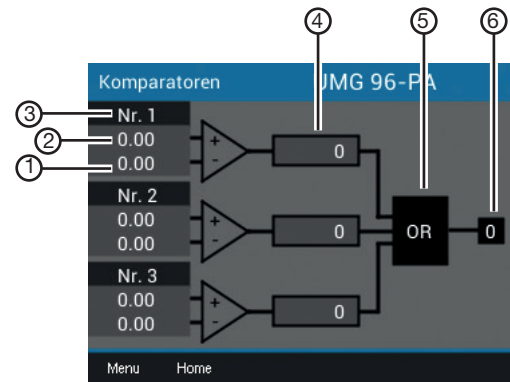 ④ ⑤ ⑥
Komparatoren UMG 96-PA
③ Nr. 1
② 0.00 +
① 0.00 -
0
Nr. 2
0.00 +
0.00 -
0
OR
0
Nr. 3
0.00 +
0.00 -
0
Menu Home